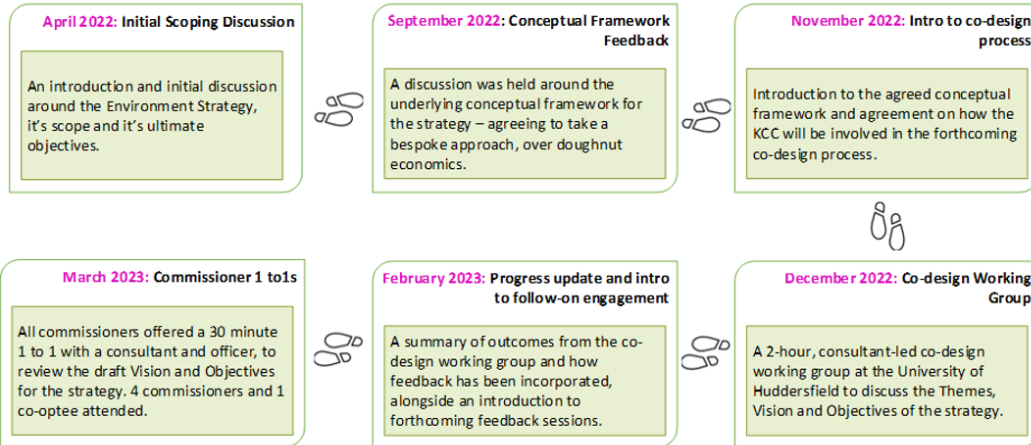 April 2022: Initial Scoping Discussion
An introduction and initial discussion
around the Environment Strategy,
it's scope and it's ultimate
objectives.
September 2022: Conceptual Framework
Feedback
A discussion was held around the
underlying conceptual framework for
the strategy – agreeing to take a
bespoke approach, over doughnut
economics.
November 2022: Intro to co-design
process
Introduction to the agreed conceptual
framework and agreement on how the
KCC will be involved in the forthcoming
co-design process.
December 2022: Co-design Working
Group
A 2-hour, consultant-led co-design
working group at the University of
Huddersfield to discuss the Themes,
Vision and Objectives of the strategy.
February 2023: Progress update and intro
to follow-on engagement
A summary of outcomes from the co-
design working group and how
feedback has been incorporated,
alongside an introduction to
forthcoming feedback sessions.
March 2023: Commissioner 1 to1s
All commissioners offered a 30 minute
1 to 1 with a consultant and officer, to
review the draft Vision and Objectives
for the strategy. 4 commissioners and 1
co-optee attended.